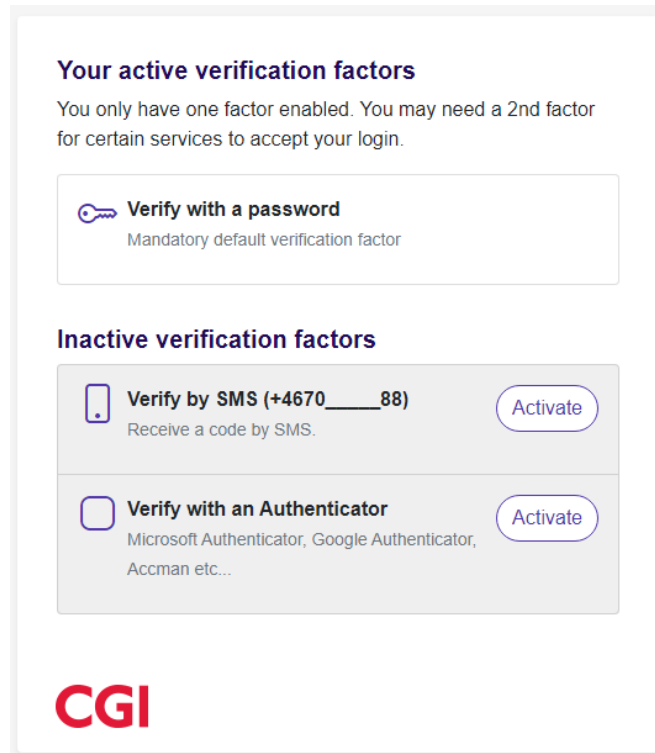 Your active verification factors
You only have one factor enabled. You may need a 2nd factor
for certain services to accept your login.
Verify with a password
Mandatory default verification factor
Inactive verification factors
Verify by SMS (+4670_____88)
Receive a code by SMS.
Activate
Verify with an Authenticator
Microsoft Authenticator, Google Authenticator,
Accman etc...
Activate
CGI